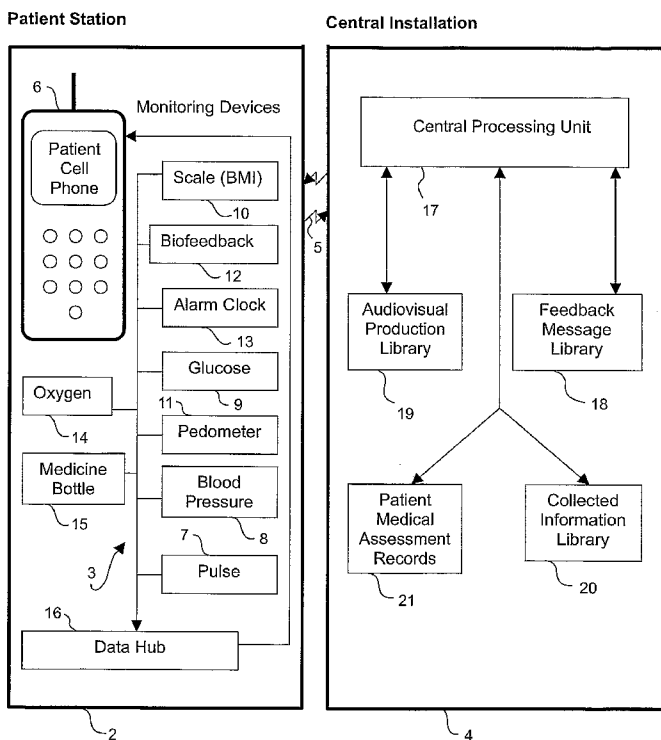 Patient Station
Central Installation
6
Monitoring Devices
Patient
Cell
Phone
Scale (BMI)
10
Biofeedback
12
Alarm Clock
13
Glucose
9
Oxygen
14
11
Pedometer
Medicine
Bottle
15
Blood
Pressure
8
3
7
Pulse
16
Data Hub
2
5
Central Processing Unit
17
Audiovisual
Production
Library
19
Feedback
Message
Library
18
Patient
Medical
Assessment
Records
21
Collected
Information
Library
20
4